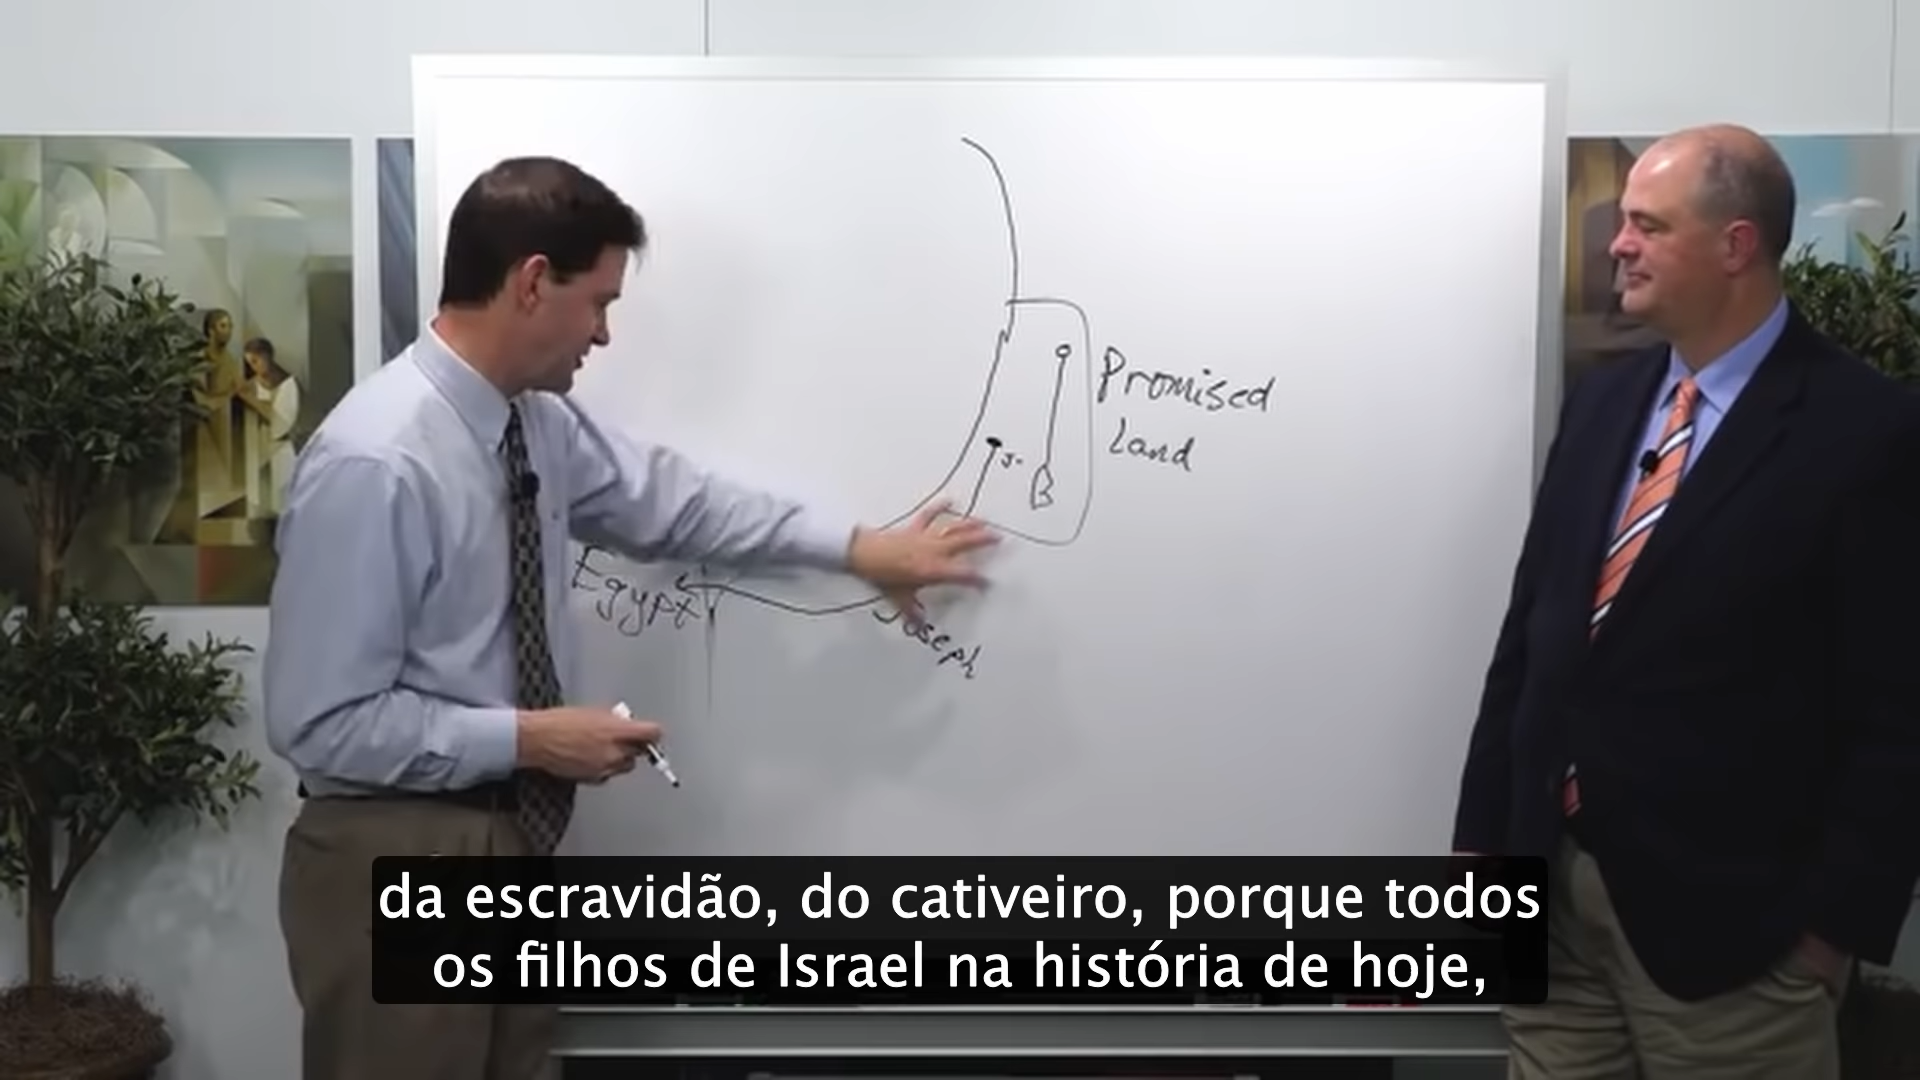 Promised
Land
J-
Egypt
Joseph
da escravidão, do cativeiro, porque todos
os filhos de Israel na história de hoje,